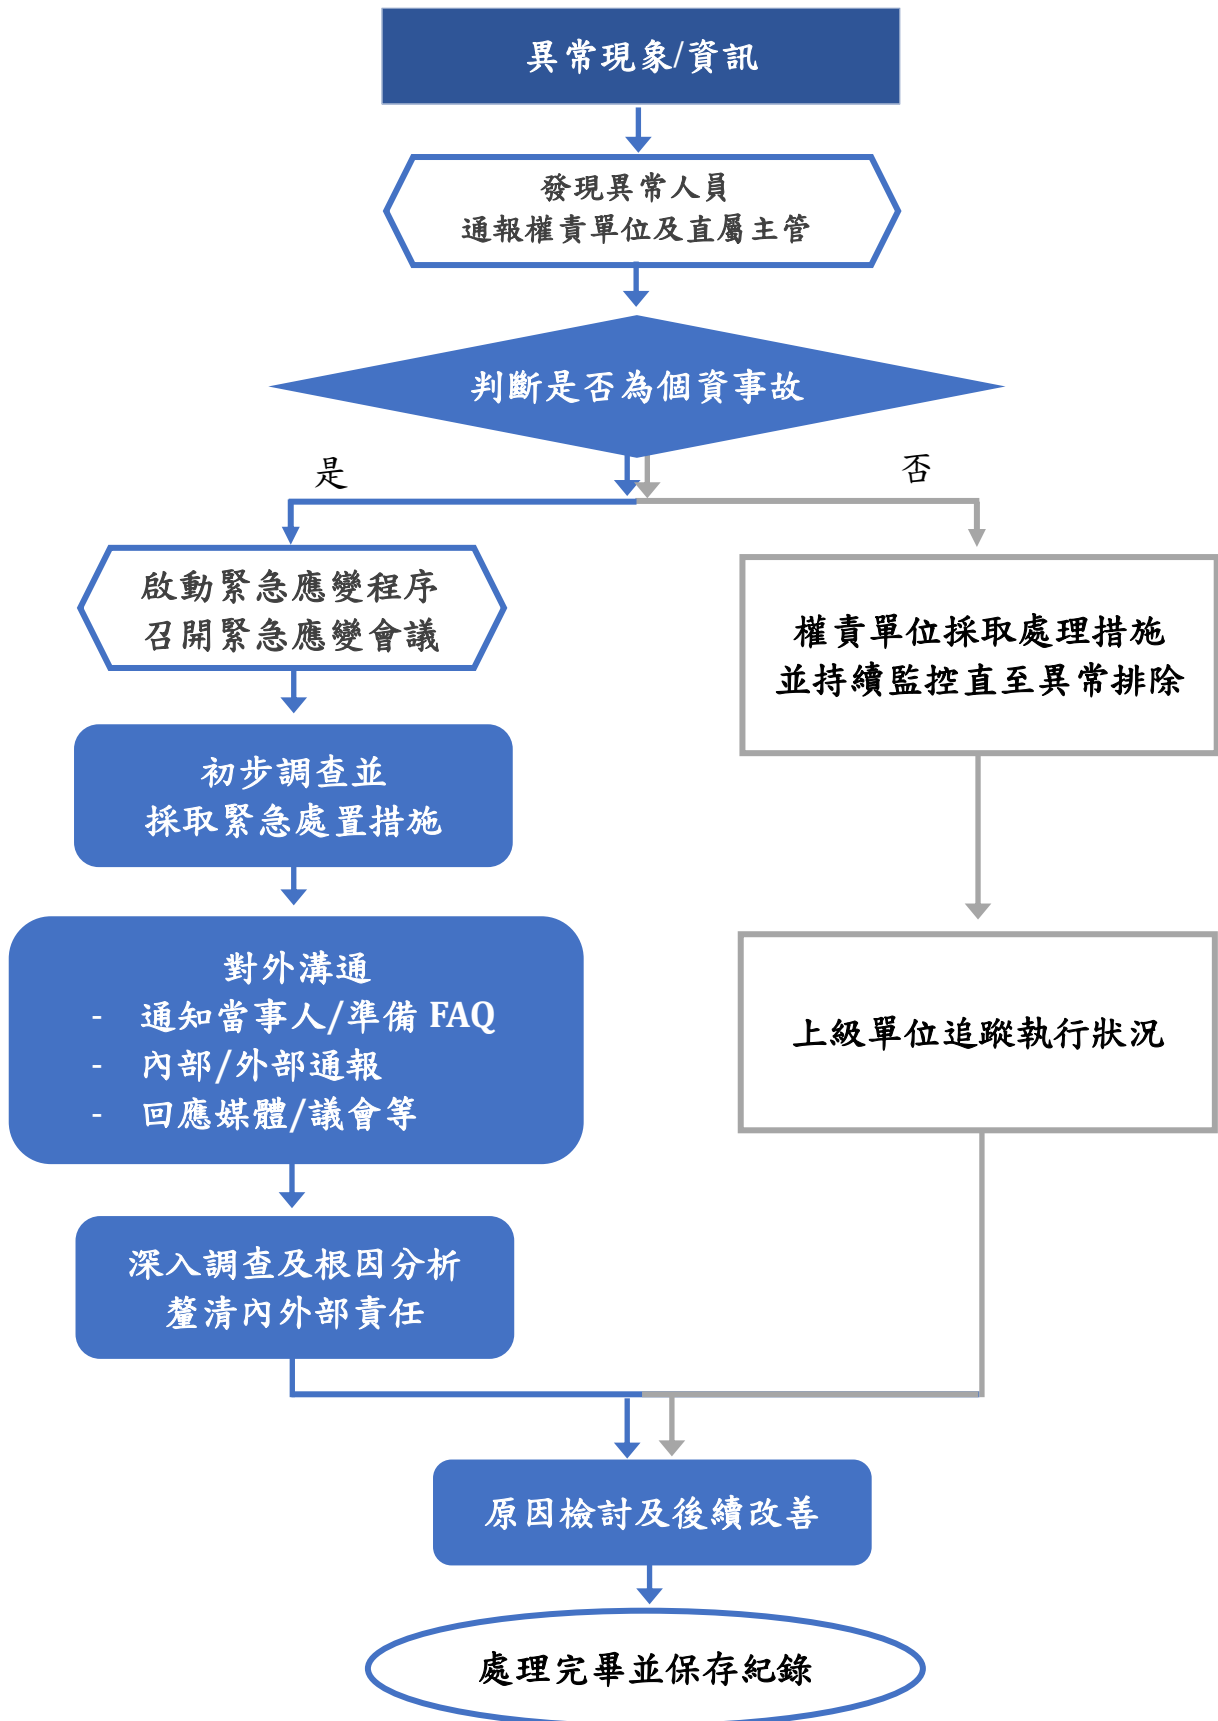 異常現象/資訊
發現異常人員
通報權責單位及直屬主管
判斷是否為個資事故
是
否
啟動緊急應變程序
召開緊急應變會議
權責單位採取處理措施
並持續監控直至異常排除
初步調查並
採取緊急處置措施
對外溝通
- 通知當事人/準備 FAQ
- 內部/外部通報
- 回應媒體/議會等
上級單位追蹤執行狀況
深入調查及根因分析
釐清內外部責任
原因檢討及後續改善
處理完畢並保存紀錄